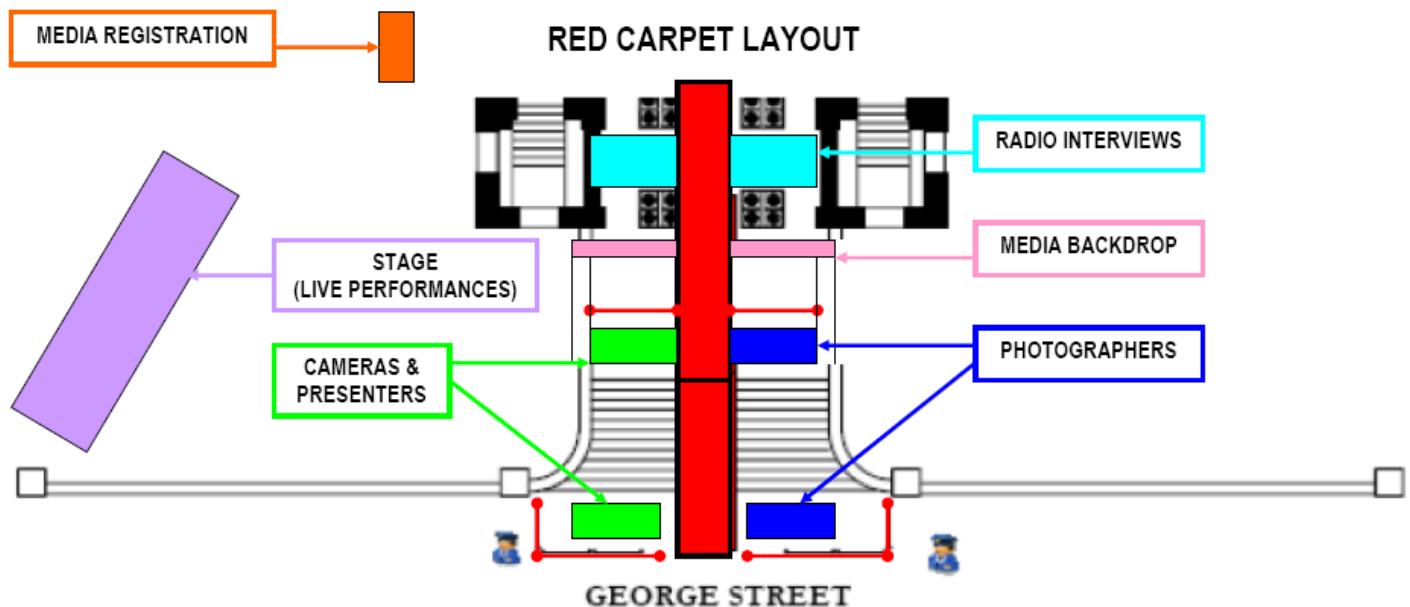 MEDIA REGISTRATION
RED CARPET LAYOUT
RADIO INTERVIEWS
MEDIA BACKDROP
STAGE
(LIVE PERFORMANCES)
PHOTOGRAPHERS
CAMERAS &
PRESENTERS
GEORGE STREET